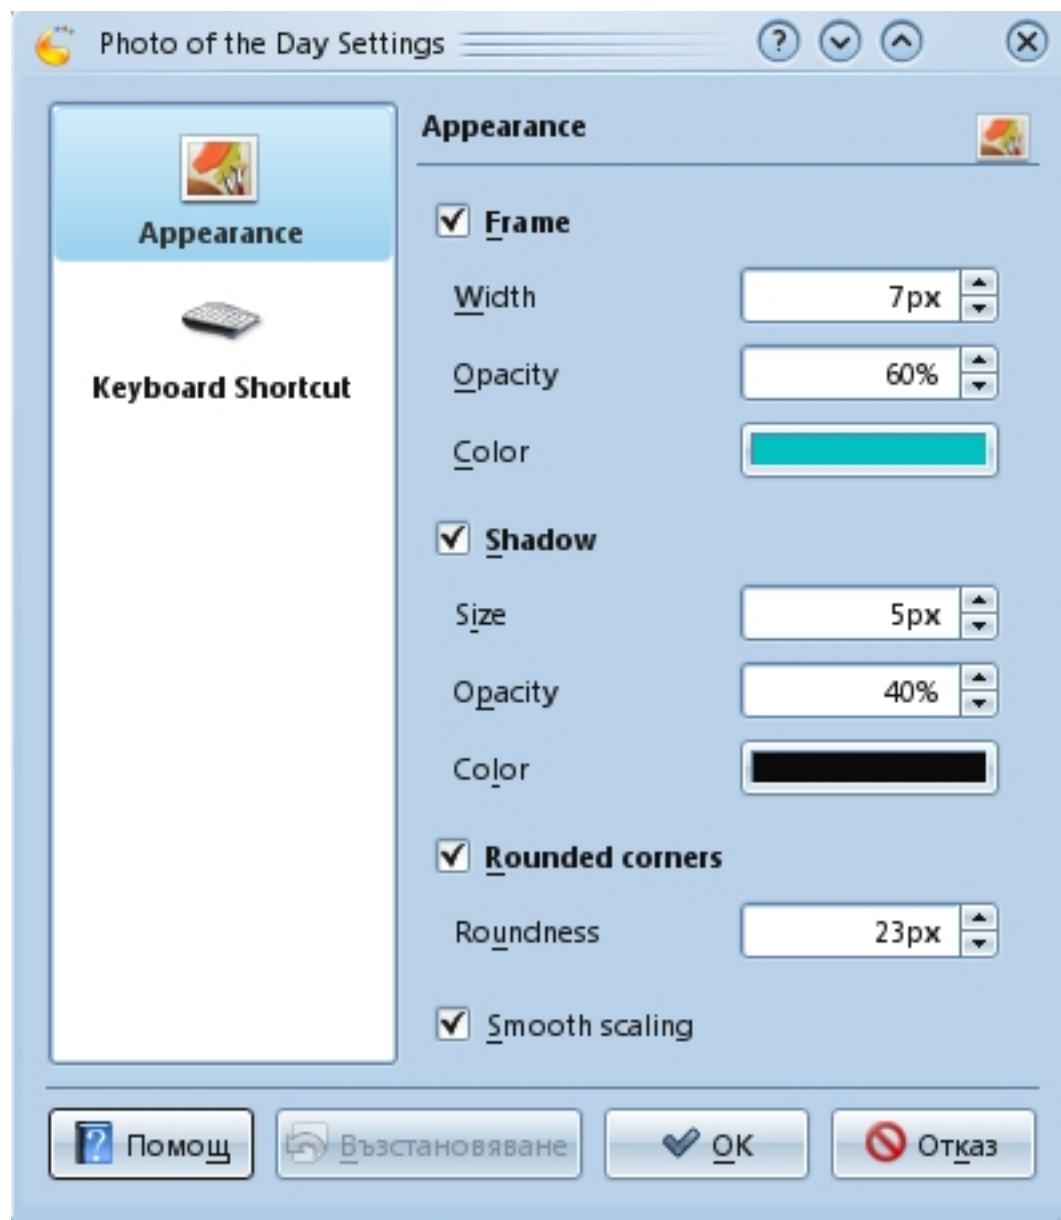 Photo of the Day Settings
Appearance
Keyboard Shortcut
Appearance
Frame
Width 7px
Opacity 60%
Color
Shadow
Size 5px
Opacity 40%
Color
Rounded corners
Roundness 23px
Smooth scaling
Помощ Възстановяване OK Отказ